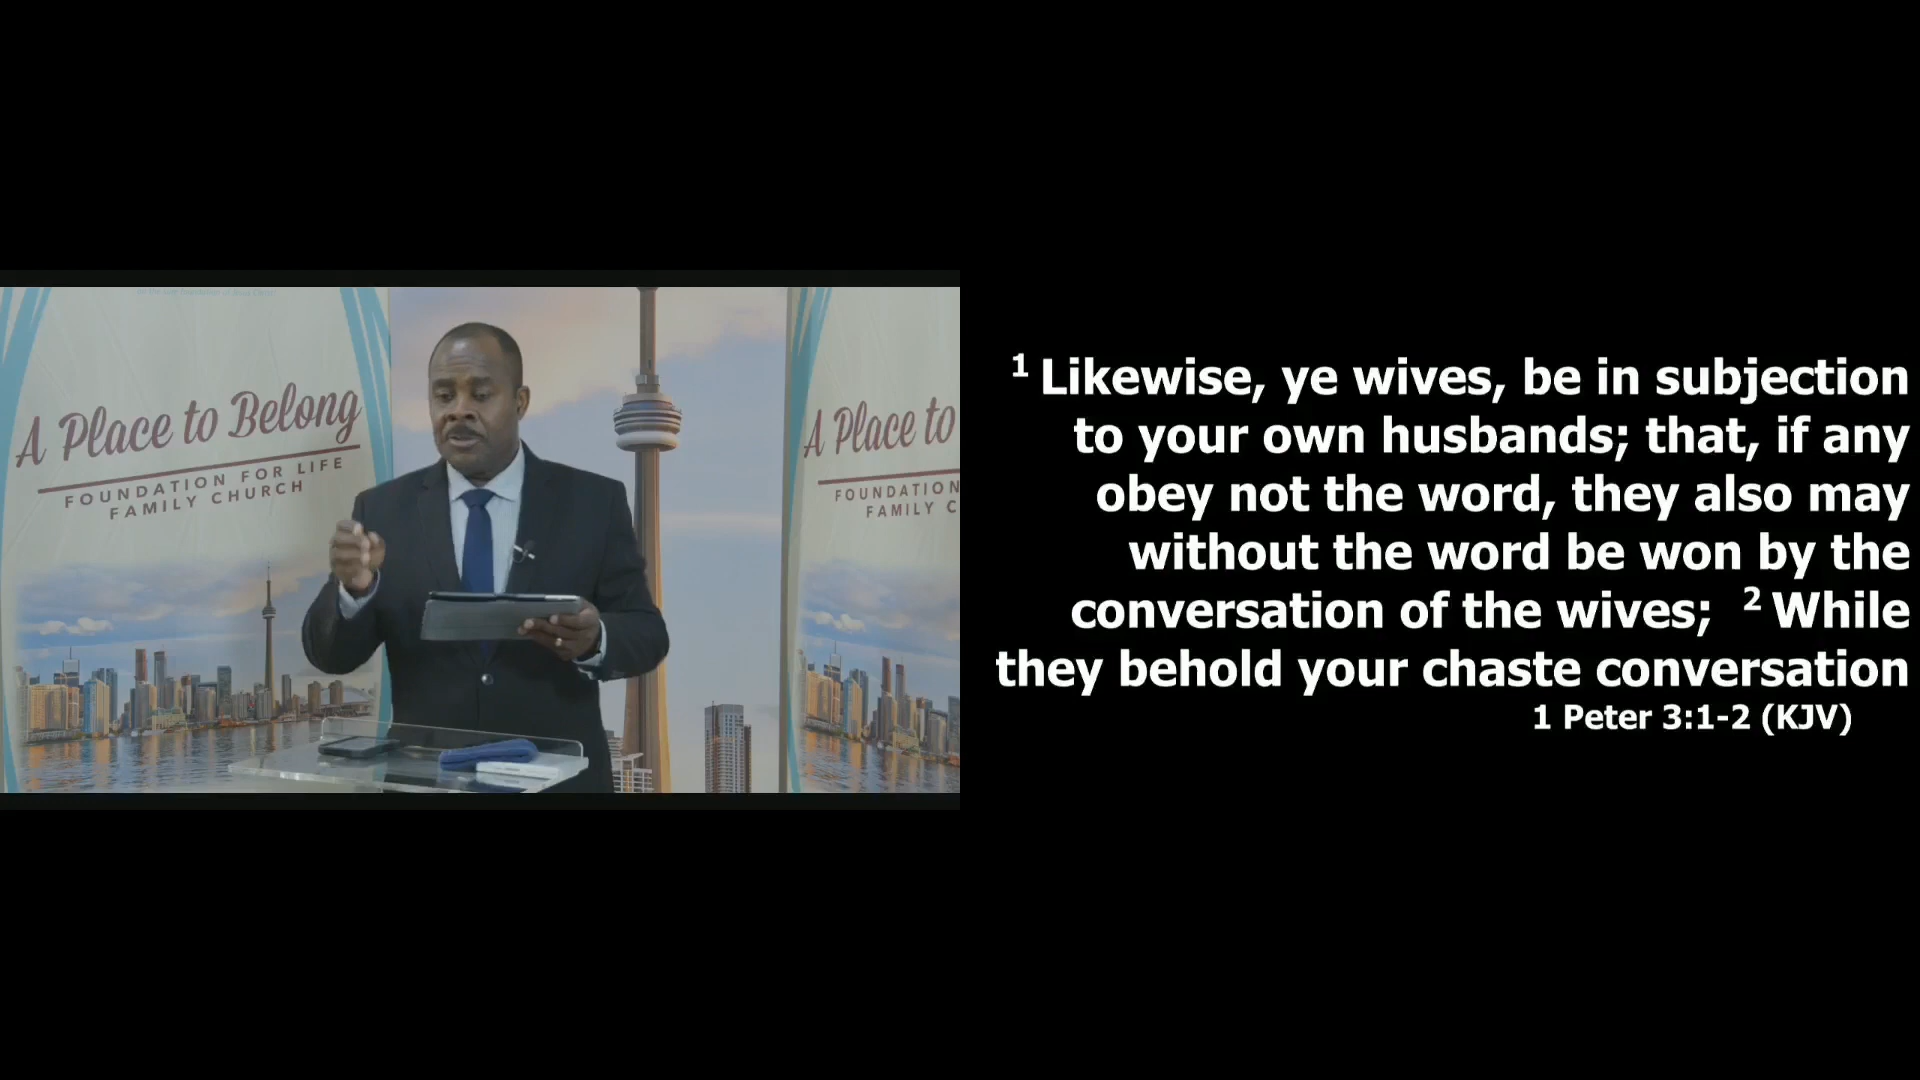 A Place to Belong
FOUNDATION FOR LIFE
FAMILY CHURCH
A Place to
FOUNDATION
FAMILY C
1 Likewise, ye wives, be in subjection
to your own husbands; that, if any
obey not the word, they also may
without the word be won by the
conversation of the wives; 2 While
they behold your chaste conversation
1 Peter 3:1-2 (KJV)